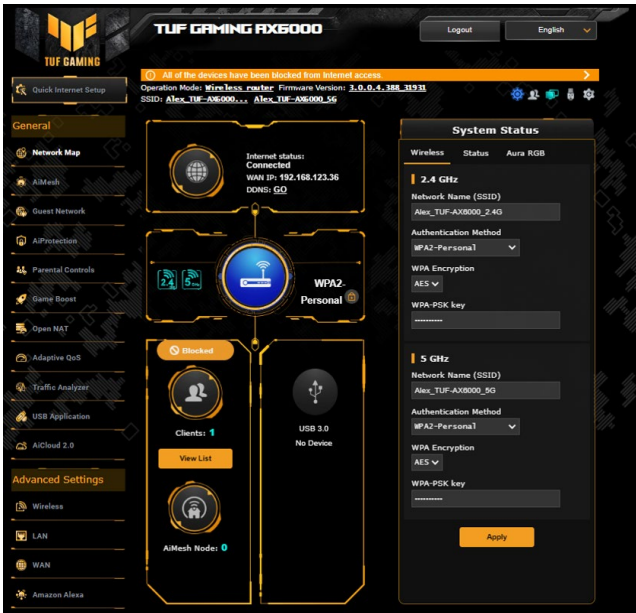 TUF GAMING
TUF GAMING AX6000
Logout
English
Quick Internet Setup
All of the devices have been blocked from Internet access.
Operation Mode: Wireless router Firmware Version: 3.0.0.4.388_31931
SSID: Alex_TUF-AX6000... Alex_TUF-AX6000_5G
General
Network Map
AiMesh
Guest Network
AiProtection
Parental Controls
Game Boost
Open NAT
Adaptive QoS
Traffic Analyzer
USB Application
AiCloud 2.0
Advanced Settings
Wireless
LAN
WAN
Amazon Alexa
Internet status:
Connected
WAN IP: 192.168.123.36
DDNS: GO
2.4
5
WPA2-
Personal
Blocked
Clients: 1
View List
AiMesh Node: 0
USB 3.0
No Device
System Status
Wireless Status Aura RGB
2.4 GHz
Network Name (SSID)
Alex_TUF-AX6000_2.4G
Authentication Method
WPA2-Personal
WPA Encryption
AES
WPA-PSK key
----------
5 GHz
Network Name (SSID)
Alex_TUF-AX6000_5G
Authentication Method
WPA2-Personal
WPA Encryption
AES
WPA-PSK key
----------
Apply